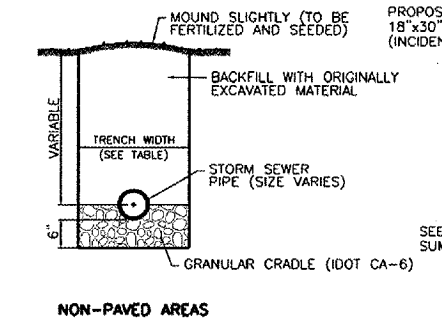 MOUND SLIGHTLY (TO BE
FERTILIZED AND SEEDED)
PROPOS
18"x30"
(INCIDEN
BACKFILL WITH ORIGINALLY
EXCAVATED MATERIAL
VARIABLE
TRENCH WIDTH
(SEE TABLE)
STORM SEWER
PIPE (SIZE VARIES)
6"
SEE
SUM
GRANULAR CRADLE (IDOT CA-6)
NON-PAVED AREAS